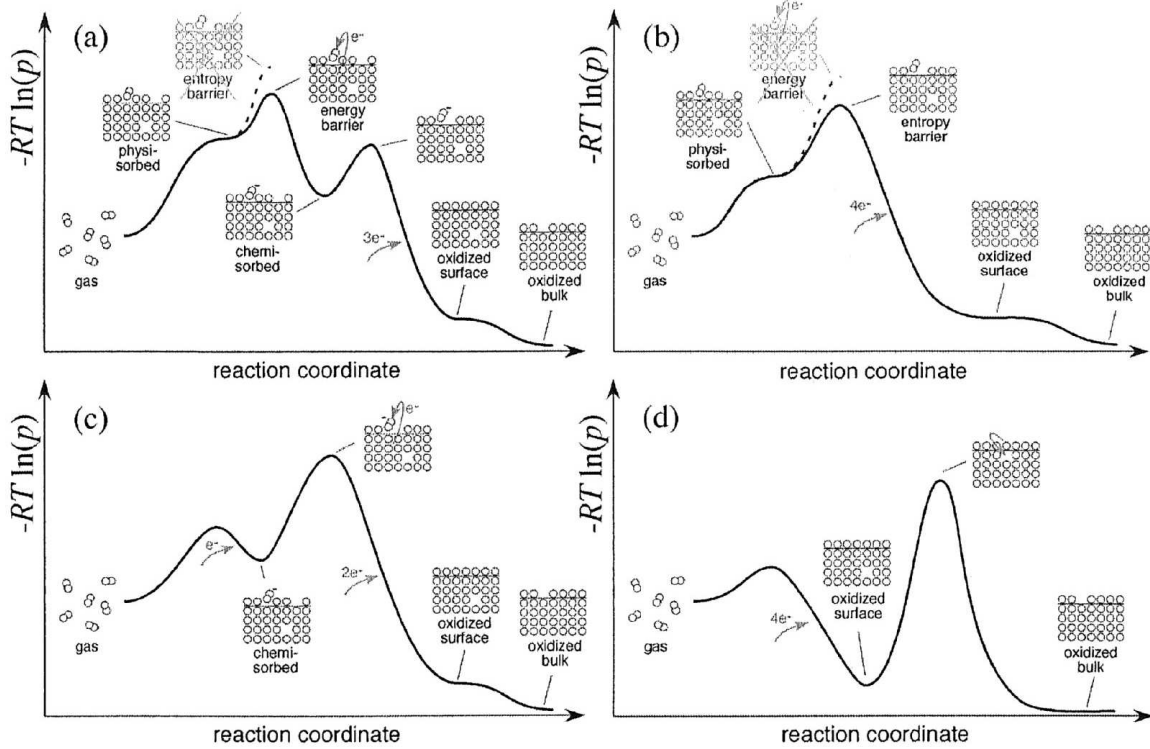 (a)
-RT ln(p)
entropy
barrier
e-
energy
barrier
physi-
sorbed
chemi-
sorbed
3e-
oxidized
surface
oxidized
bulk
gas
reaction coordinate
(b)
-RT ln(p)
e-
energy
barrier
entropy
barrier
physi-
sorbed
4e-
oxidized
surface
oxidized
bulk
gas
reaction coordinate
(c)
-RT ln(p)
e-
e-
chemi-
sorbed
2e-
oxidized
surface
oxidized
bulk
gas
reaction coordinate
(d)
-RT ln(p)
oxidized
surface
4e-
oxidized
bulk
gas
reaction coordinate